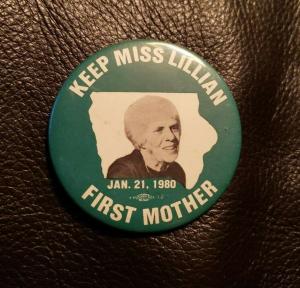 KEEP MISS LILLIAN
JAN. 21, 1980
FIRST MOTHER